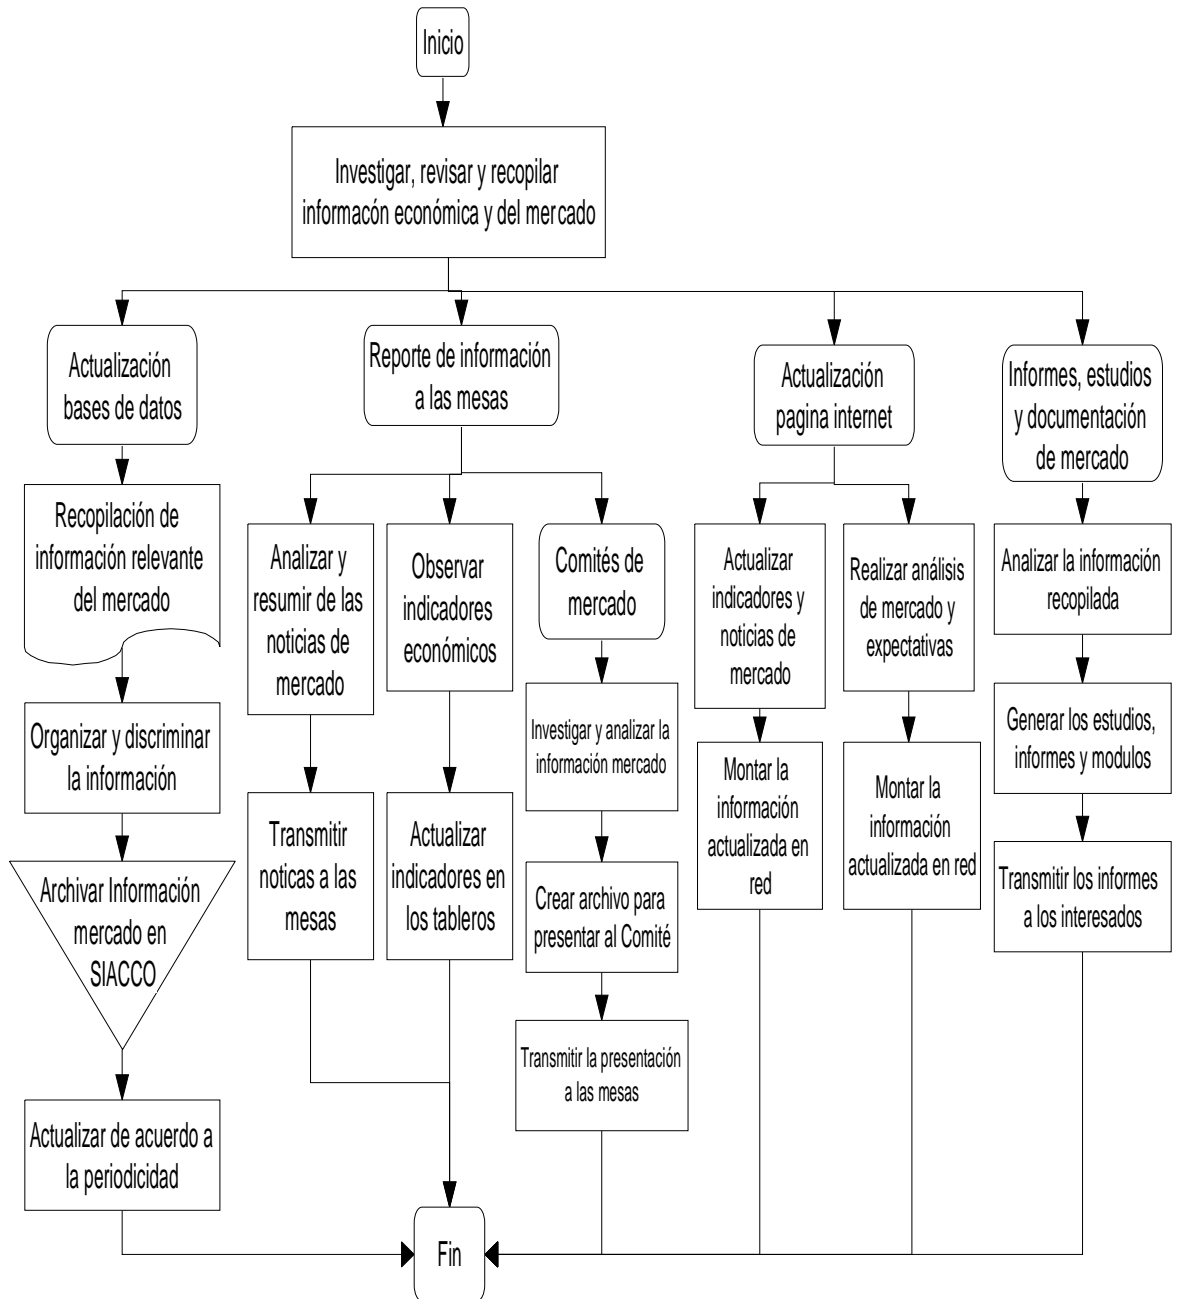 Inicio
Investigar, revisar y recopilar
informacón económica y del mercado
Actualización
bases de datos
Reporte de información
a las mesas
Actualización
pagina internet
Informes, estudios
y documentación
de mercado
Recopilación de
información relevante
del mercado
Analizar y
resumir de las
noticias de
mercado
Observar
indicadores
económicos
Comités de
mercado
Actualizar
indicadores y
noticias de
mercado
Realizar análisis
de mercado y
expectativas
Analizar la información
recopilada
Organizar y discriminar
la información
Investigar y analizar la
información mercado
Generar los estudios,
informes y modulos
Transmitir
noticas a las
mesas
Actualizar
indicadores en
los tableros
Montar la
información
actualizada en
red
Montar la
información
actualizada en red
Archivar Información
mercado en
SIACCO
Crear archivo para
presentar al Comité
Transmitir los informes
a los interesados
Transmitir la presentación
a las mesas
Actualizar de acuerdo a
la periodicidad
Fin